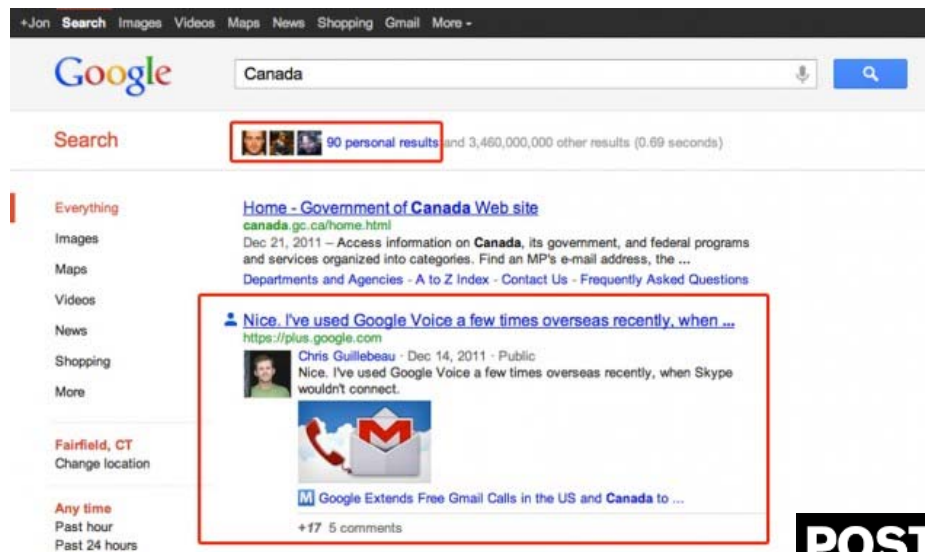 +Jon Search Images Videos Maps News Shopping Gmail More
Google
Canada
Search
90 personal results and 3,460,000,000 other results (0.69 seconds)
Everything
Images
Maps
Videos
News
Shopping
More
Fairfield, CT
Change location
Any time
Past hour
Past 24 hours
Home - Government of Canada Web site
canada.gc.ca/home.html
Dec 21, 2011 – Access information on Canada, its government, and federal programs
and services organized into categories. Find an MP's e-mail address, the ...
Departments and Agencies - A to Z Index - Contact Us - Frequently Asked Questions
Nice. I've used Google Voice a few times overseas recently, when ...
https://plus.google.com
Chris Guillebeau · Dec 14, 2011 · Public
Nice. I've used Google Voice a few times overseas recently, when Skype
wouldn't connect.
M Google Extends Free Gmail Calls in the US and Canada to ...
+17 5 comments
POST